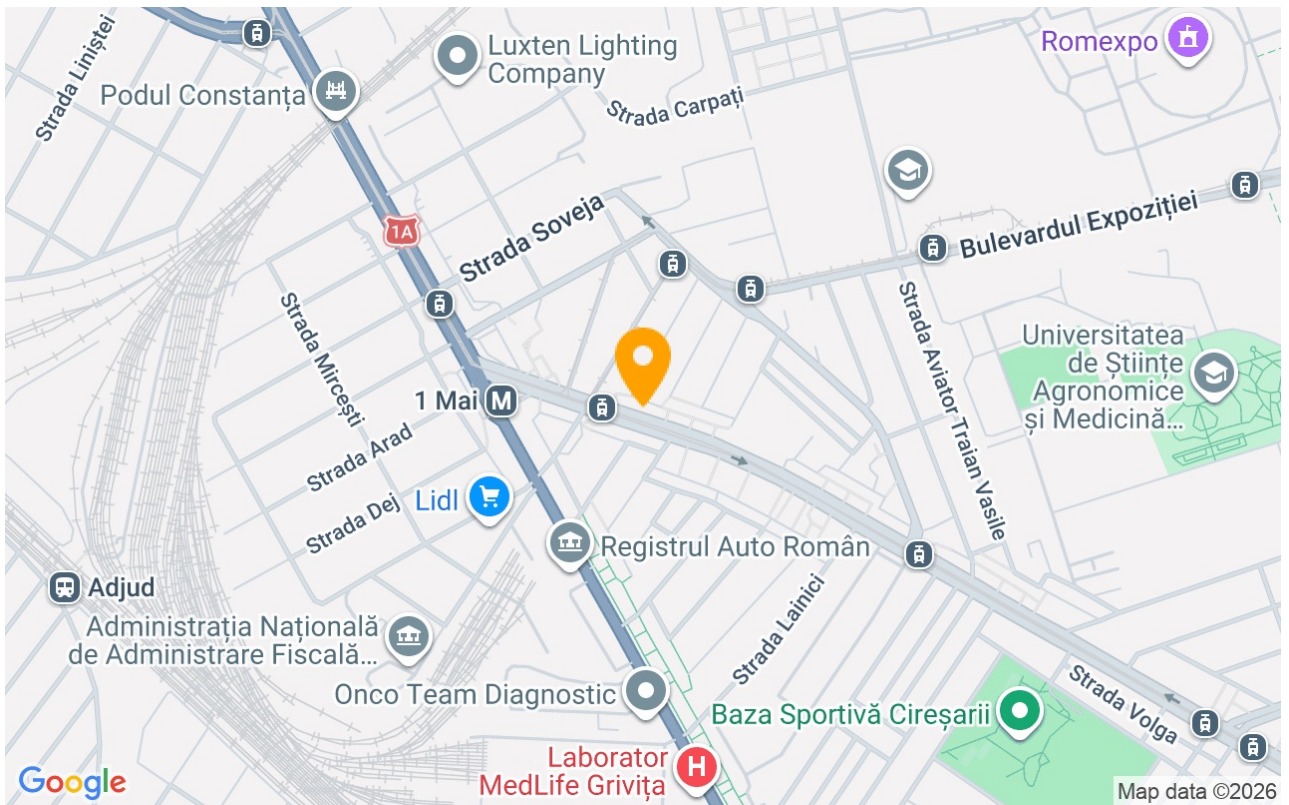 Strada Liniștei
Podul Constanța
Luxten Lighting
Company
Strada Carpați
Romexpo
1A
Strada Soveja
Bulevardul Expoziției
Strada Mircești
Strada Aviator Traian Vasile
Universitatea
de Științe
Agronomice
și Medicină...
1 Mai
M
Strada Arad
Lidl
Strada Dej
Registrul Auto Român
Adjud
Administrația Națională
de Administrare Fiscală...
Strada Lainici
Onco Team Diagnostic
Baza Sportivă Cireșarii
Strada Volga
Laborator
MedLife Grivița
H
Google
Map data ©2026